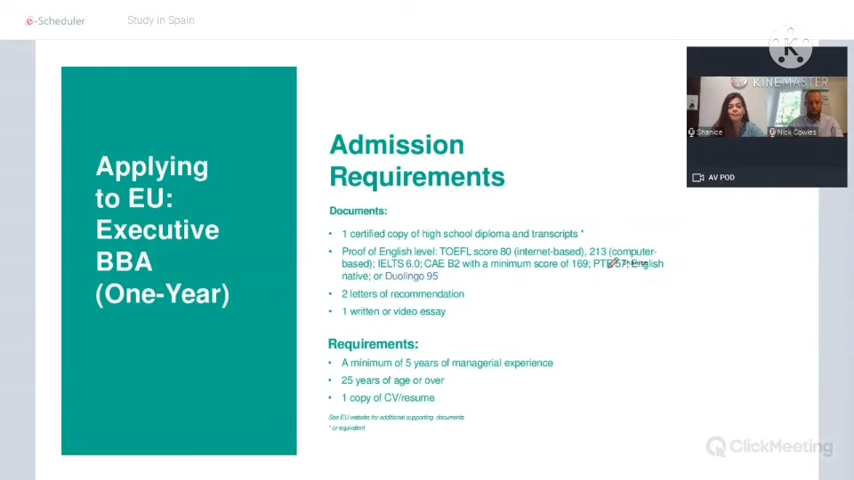 e-Scheduler
Study in Spain
K
KINEMASTER
Shanice
Nick Cowles
AV POD
Applying
to EU:
Executive
BBA
(One-Year)
Admission
Requirements
Documents:
• 1 certified copy of high school diploma and transcripts *
• Proof of English level: TOEFL score 80 (internet-based), 213 (computer-
based); IELTS 6.0; CAE B2 with a minimum score of 169; English
native; or Duolingo 95
• 2 letters of recommendation
• 1 written or video essay
Requirements:
• A minimum of 5 years of managerial experience
• 25 years of age or over
• 1 copy of CV/resume
See EU website for additional supporting documents
* or equivalent
ClickMeeting